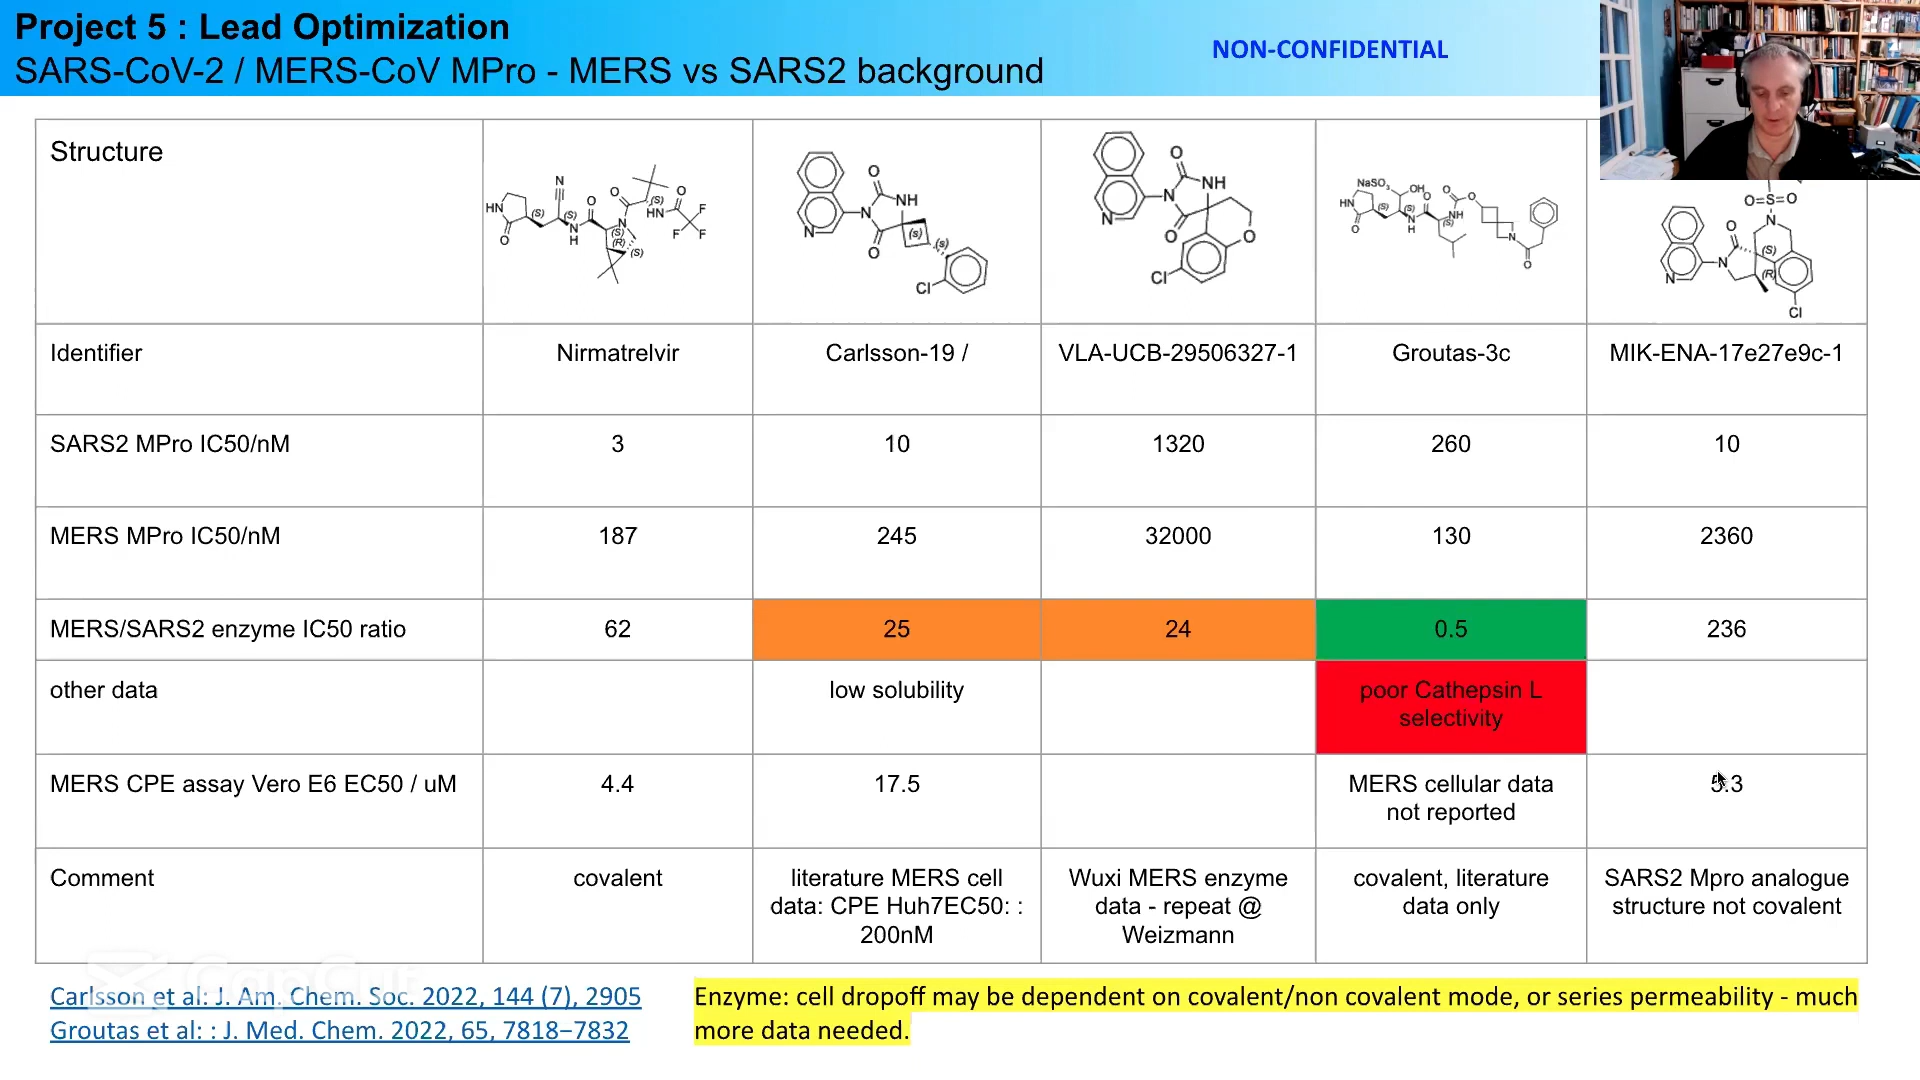 Project 5 : Lead Optimization
SARS-CoV-2 / MERS-CoV MPro - MERS vs SARS2 background
NON-CONFIDENTIAL
Structure
Identifier
Nirmatrelvir
Carlsson-19 /
VLA-UCB-29506327-1
Groutas-3c
MIK-ENA-17e27e9c-1
SARS2 MPro IC50/nM
3
10
1320
260
10
MERS MPro IC50/nM
187
245
32000
130
2360
MERS/SARS2 enzyme IC50 ratio
62
25
24
0.5
236
other data
low solubility
poor Cathepsin L
selectivity
MERS CPE assay Vero E6 EC50 / uM
4.4
17.5
MERS cellular data
not reported
5.3
Comment
covalent
literature MERS cell
data: CPE Huh7EC50: :
200nM
Wuxi MERS enzyme
data - repeat @
Weizmann
covalent, literature
data only
SARS2 Mpro analogue
structure not covalent
CapCut
Carlsson et al: J. Am. Chem. Soc. 2022, 144 (7), 2905
Groutas et al: : J. Med. Chem. 2022, 65, 7818−7832
Enzyme: cell dropoff may be dependent on covalent/non covalent mode, or series permeability - much
more data needed.